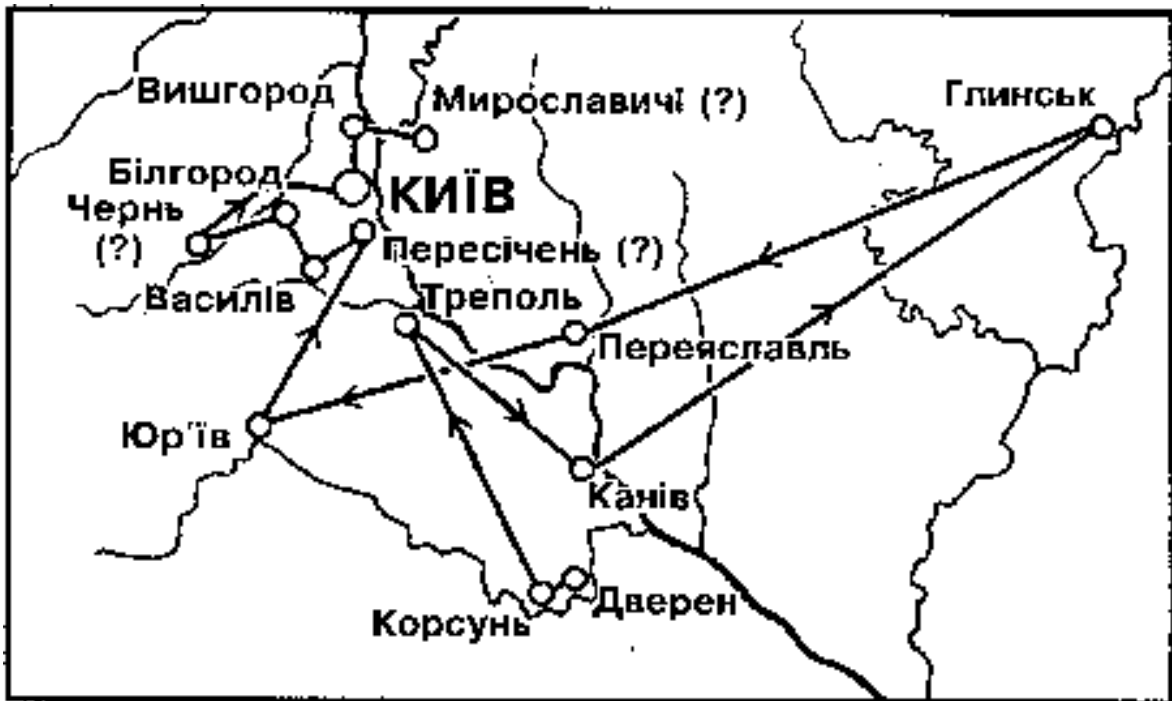 Вишгород
Мирославичі (?)
Глинськ
Білгород
КИЇВ
Чернь
(?)
Пересічень (?)
Василів
Треполь
Переяславль
Юр'їв
Канів
Дверен
Корсунь